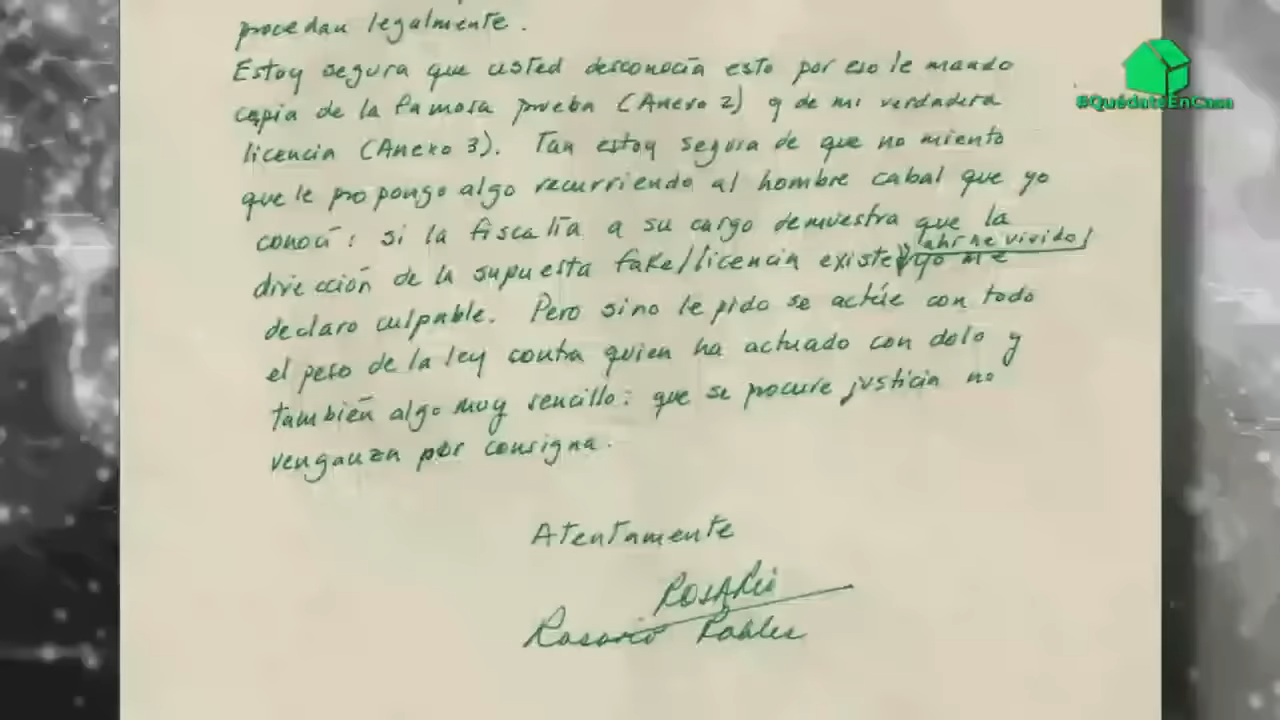 procedan legalmente.
Estoy segura que usted desconocía esto por eso le mando
copia de la famosa prueba (Anexo 2) y de mi verdadera
licencia (Anexo 3). Tan estoy segura de que no miento
que le propongo algo recurriendo al hombre cabal que yo
conocí: si la fiscalía a su cargo demuestra que la
(ahí he vivido)
dirección de la supuesta fake/licencia existe yo me
declaro culpable. Pero sino le pido se actúe con todo
el peso de la ley contra quien ha actuado con dolo y
también algo muy sencillo: que se procure justicia no
venganza por consigna.
Atentamente
Rosario
Rosario Robles
#QuédateEnCasa